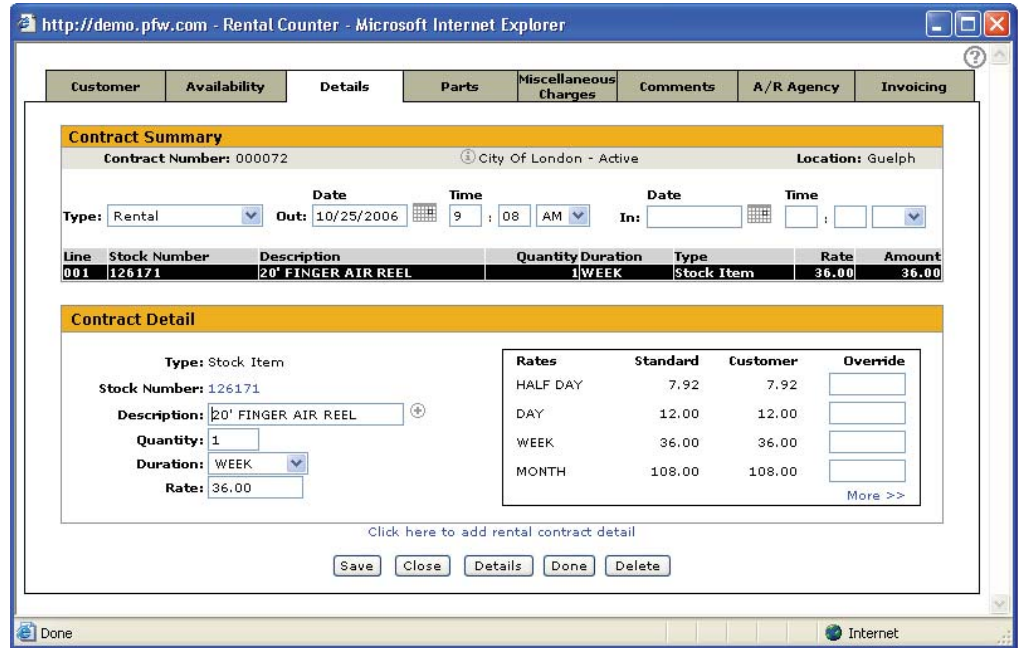 http://demo.pfw.com - Rental Counter - Microsoft Internet Explorer
Customer Availability Details Parts Miscellaneous Charges Comments A/R Agency Invoicing
Contract Summary
Contract Number: 000072 City Of London - Active Location: Guelph
Date Time Date Time
Type: Rental Out: 10/25/2006 9 : 08 AM In: :
Line Stock Number Description Quantity Duration Type Rate Amount
001 126171 20' FINGER AIR REEL 1 WEEK Stock Item 36.00 36.00
Contract Detail
Type: Stock Item
Stock Number: 126171
Description: 20' FINGER AIR REEL
Quantity: 1
Duration: WEEK
Rate: 36.00
Rates Standard Customer Override
HALF DAY 7.92 7.92
DAY 12.00 12.00
WEEK 36.00 36.00
MONTH 108.00 108.00
More >>
Click here to add rental contract detail
Save Close Details Done Delete
Done Internet